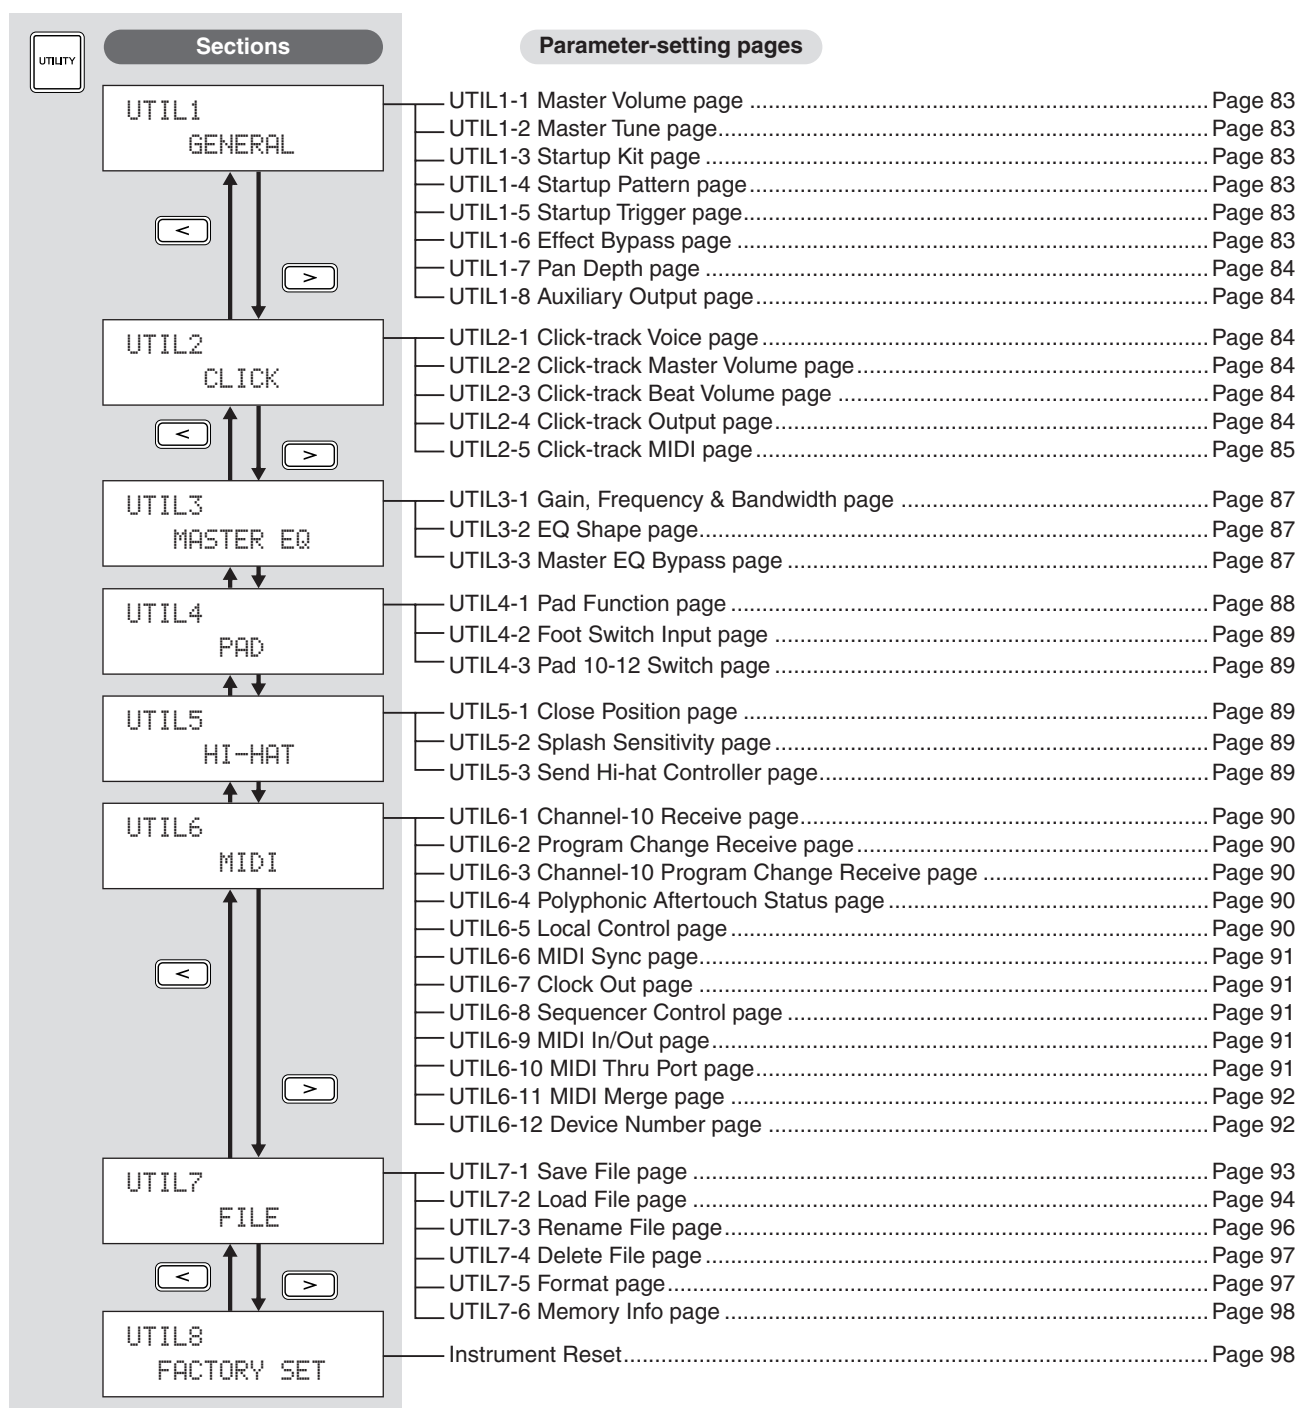 UTILITY
Sections
Parameter-setting pages
UTIL1
GENERAL
UTIL1-1 Master Volume page ........ Page 83
UTIL1-2 Master Tune page ........ Page 83
UTIL1-3 Startup Kit page ........ Page 83
UTIL1-4 Startup Pattern page ........ Page 83
UTIL1-5 Startup Trigger page ........ Page 83
UTIL1-6 Effect Bypass page ........ Page 83
UTIL1-7 Pan Depth page ........ Page 84
UTIL1-8 Auxiliary Output page ........ Page 84
<
>
UTIL2
CLICK
UTIL2-1 Click-track Voice page ........ Page 84
UTIL2-2 Click-track Master Volume page ........ Page 84
UTIL2-3 Click-track Beat Volume page ........ Page 84
UTIL2-4 Click-track Output page ........ Page 84
UTIL2-5 Click-track MIDI page ........ Page 85
<
>
UTIL3
MASTER EQ
UTIL3-1 Gain, Frequency & Bandwidth page ........ Page 87
UTIL3-2 EQ Shape page ........ Page 87
UTIL3-3 Master EQ Bypass page ........ Page 87
UTIL4
PAD
UTIL4-1 Pad Function page ........ Page 88
UTIL4-2 Foot Switch Input page ........ Page 89
UTIL4-3 Pad 10-12 Switch page ........ Page 89
UTIL5
HI-HAT
UTIL5-1 Close Position page ........ Page 89
UTIL5-2 Splash Sensitivity page ........ Page 89
UTIL5-3 Send Hi-hat Controller page ........ Page 89
UTIL6
MIDI
UTIL6-1 Channel-10 Receive page ........ Page 90
UTIL6-2 Program Change Receive page ........ Page 90
UTIL6-3 Channel-10 Program Change Receive page ........ Page 90
UTIL6-4 Polyphonic Aftertouch Status page ........ Page 90
UTIL6-5 Local Control page ........ Page 90
UTIL6-6 MIDI Sync page ........ Page 91
UTIL6-7 Clock Out page ........ Page 91
UTIL6-8 Sequencer Control page ........ Page 91
UTIL6-9 MIDI In/Out page ........ Page 91
UTIL6-10 MIDI Thru Port page ........ Page 91
UTIL6-11 MIDI Merge page ........ Page 92
UTIL6-12 Device Number page ........ Page 92
<
>
UTIL7
FILE
UTIL7-1 Save File page ........ Page 93
UTIL7-2 Load File page ........ Page 94
UTIL7-3 Rename File page ........ Page 96
UTIL7-4 Delete File page ........ Page 97
UTIL7-5 Format page ........ Page 97
UTIL7-6 Memory Info page ........ Page 98
<
>
UTIL8
FACTORY SET
Instrument Reset ........ Page 98